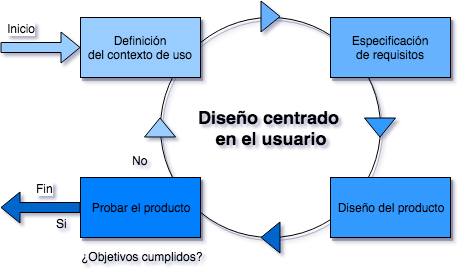 Inicio
Definición
del contexto de uso
Especificación
de requisitos
Diseño centrado
en el usuario
No
Fin
Si
Probar el producto
Diseño del producto
¿Objetivos cumplidos?